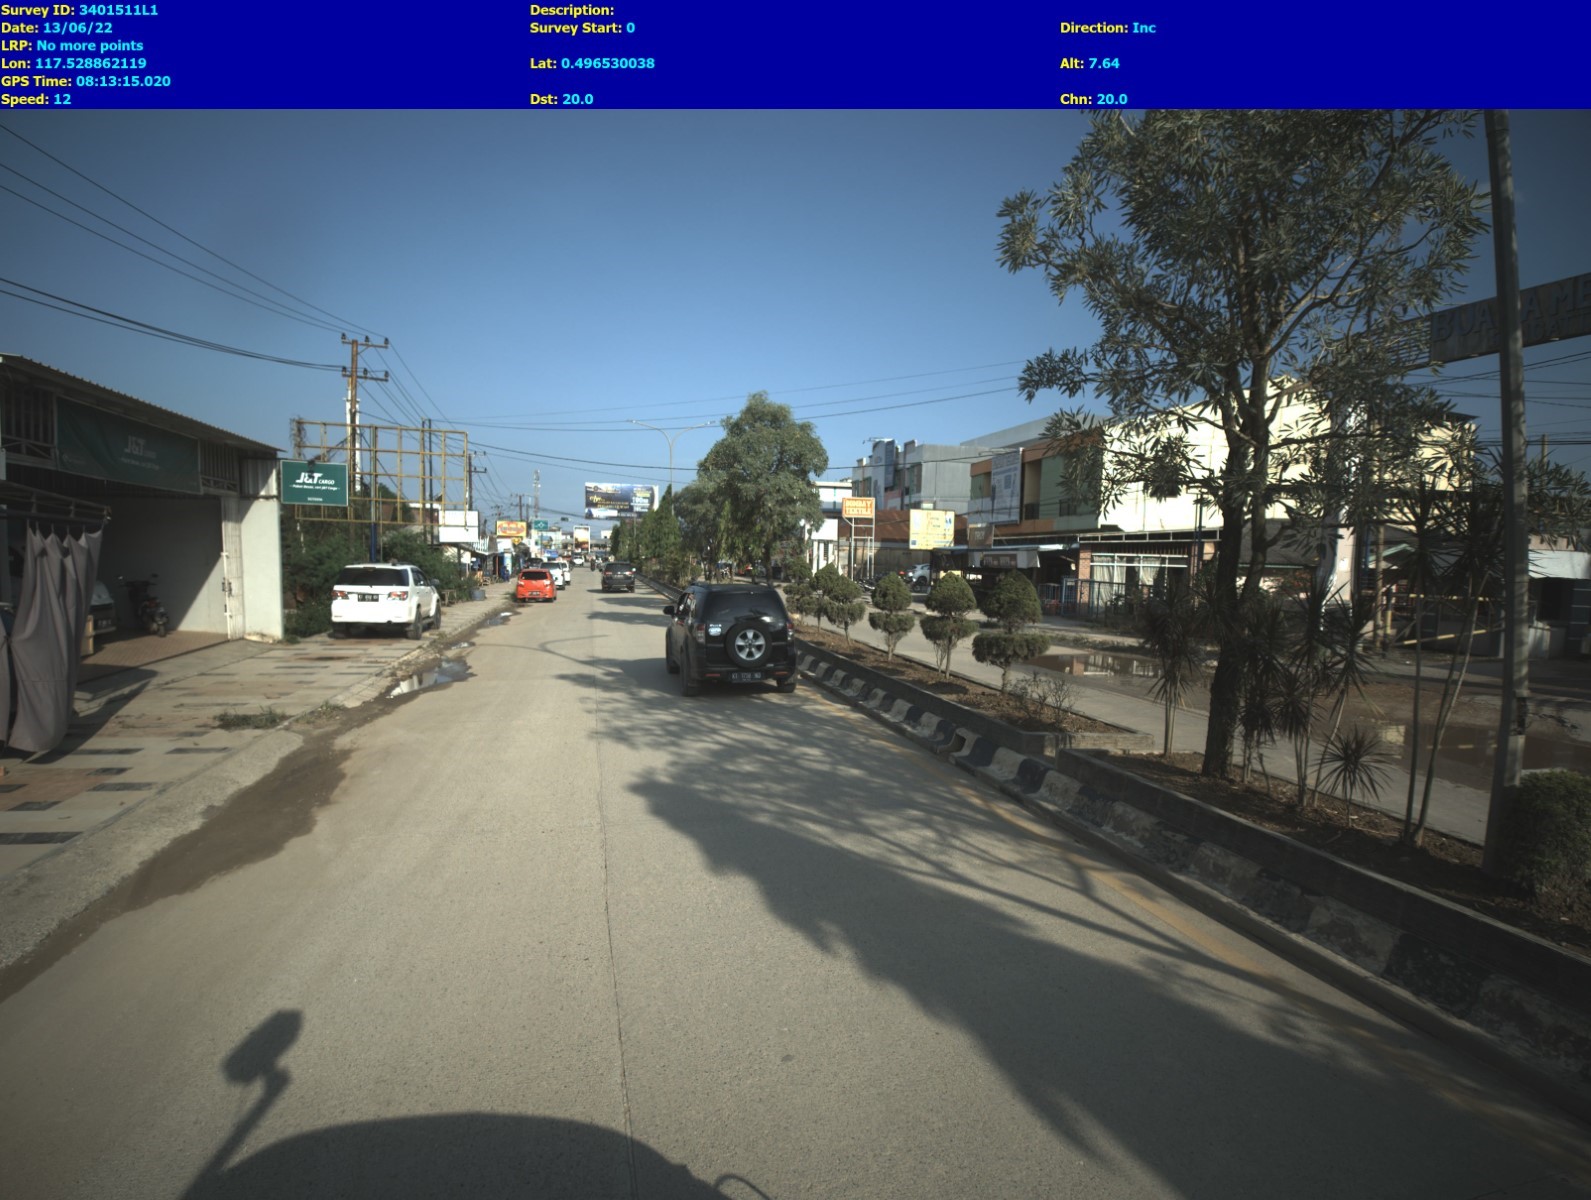 Survey ID: 3401511L1
Description:
Date: 13/06/22
Survey Start: 0
Direction: Inc
LRP: No more points
Lon: 117.528862119
Lat: 0.496530038
Alt: 7.64
GPS Time: 08:13:15.020
Speed: 12
Dst: 20.0
Chn: 20.0
J&T
J&T CARGO
BOMBAY
TEXTILE